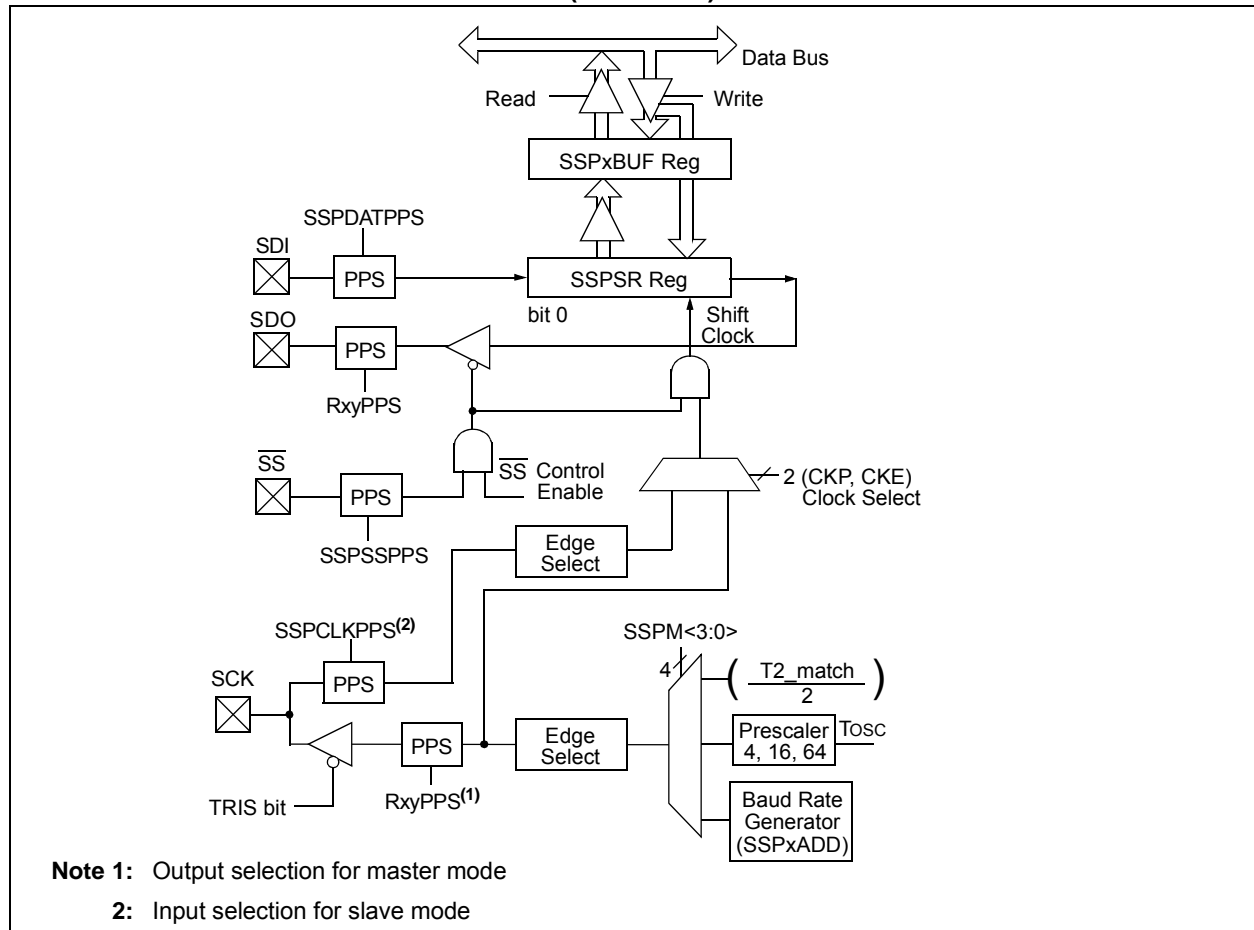 Data Bus
Read
Write
SSPxBUF Reg
SSPDATPPS
SDI
PPS
SSPSR Reg
bit 0
Shift
Clock
SDO
PPS
RxyPPS
SS
PPS
SS Control
Enable
2 (CKP, CKE)
Clock Select
SSPSSPPS
Edge
Select
SSPCLKPPS(2)
SSPM<3:0>
4
PPS
SCK
( T2_match
2 )
Edge
Select
PPS
Prescaler
4, 16, 64
TOSC
TRIS bit
RxyPPS(1)
Baud Rate
Generator
(SSPxADD)
Note 1: Output selection for master mode
2: Input selection for slave mode